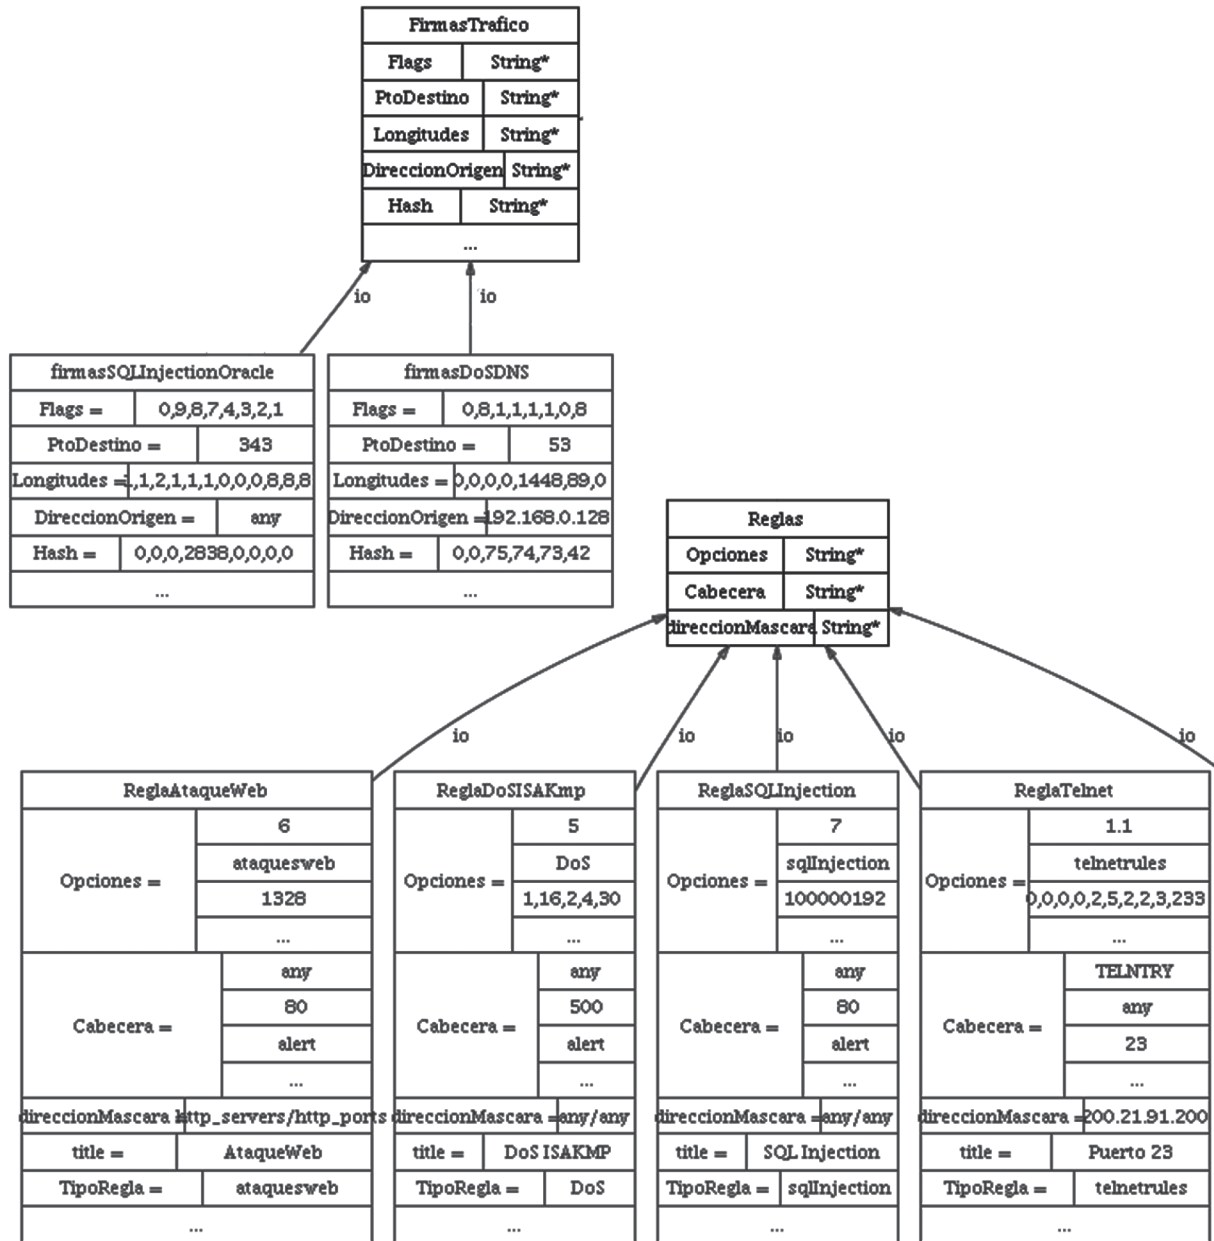 FirmasTrafico
Flags String*
PtoDestino String*
Longitudes String*
DireccionOrigen String*
Hash String*
...
io io
firmasSQLInjectionOracle
Flags = 0,9,8,7,4,3,2,1
PtoDestino = 343
Longitudes = 1,1,2,1,1,1,0,0,0,8,8,8
DireccionOrigen = any
Hash = 0,0,0,2838,0,0,0,0
...
firmasDoSDNS
Flags = 0,8,1,1,1,1,0,8
PtoDestino = 53
Longitudes = 0,0,0,0,1448,89,0
DireccionOrigen = 192.168.0.128
Hash = 0,0,75,74,73,42
...
Reglas
Opciones String*
Cabecera String*
direccionMascara String*
io io io io io
ReglaAtaqueWeb
Opciones =
6
ataquesweb
1328
...
Cabecera =
any
80
alert
...
direccionMascara = http_servers/http_ports
title = AtaqueWeb
TipoRegla = ataquesweb
...
ReglaDoSISAKmp
Opciones =
5
DoS
1,16,2,4,30
...
Cabecera =
any
500
alert
...
direccionMascara = any/any
title = DoS ISAKMP
TipoRegla = DoS
...
ReglaSQLInjection
Opciones =
7
sqlInjection
100000192
...
Cabecera =
any
80
alert
...
direccionMascara = any/any
title = SQL Injection
TipoRegla = sqlInjection
...
ReglaTelnet
Opciones =
1.1
telnetrules
0,0,0,0,2,5,2,2,3,233
...
Cabecera =
TELNTRY
any
23
...
direccionMascara = 200.21.91.200
title = Puerto 23
TipoRegla = telnetrules
...